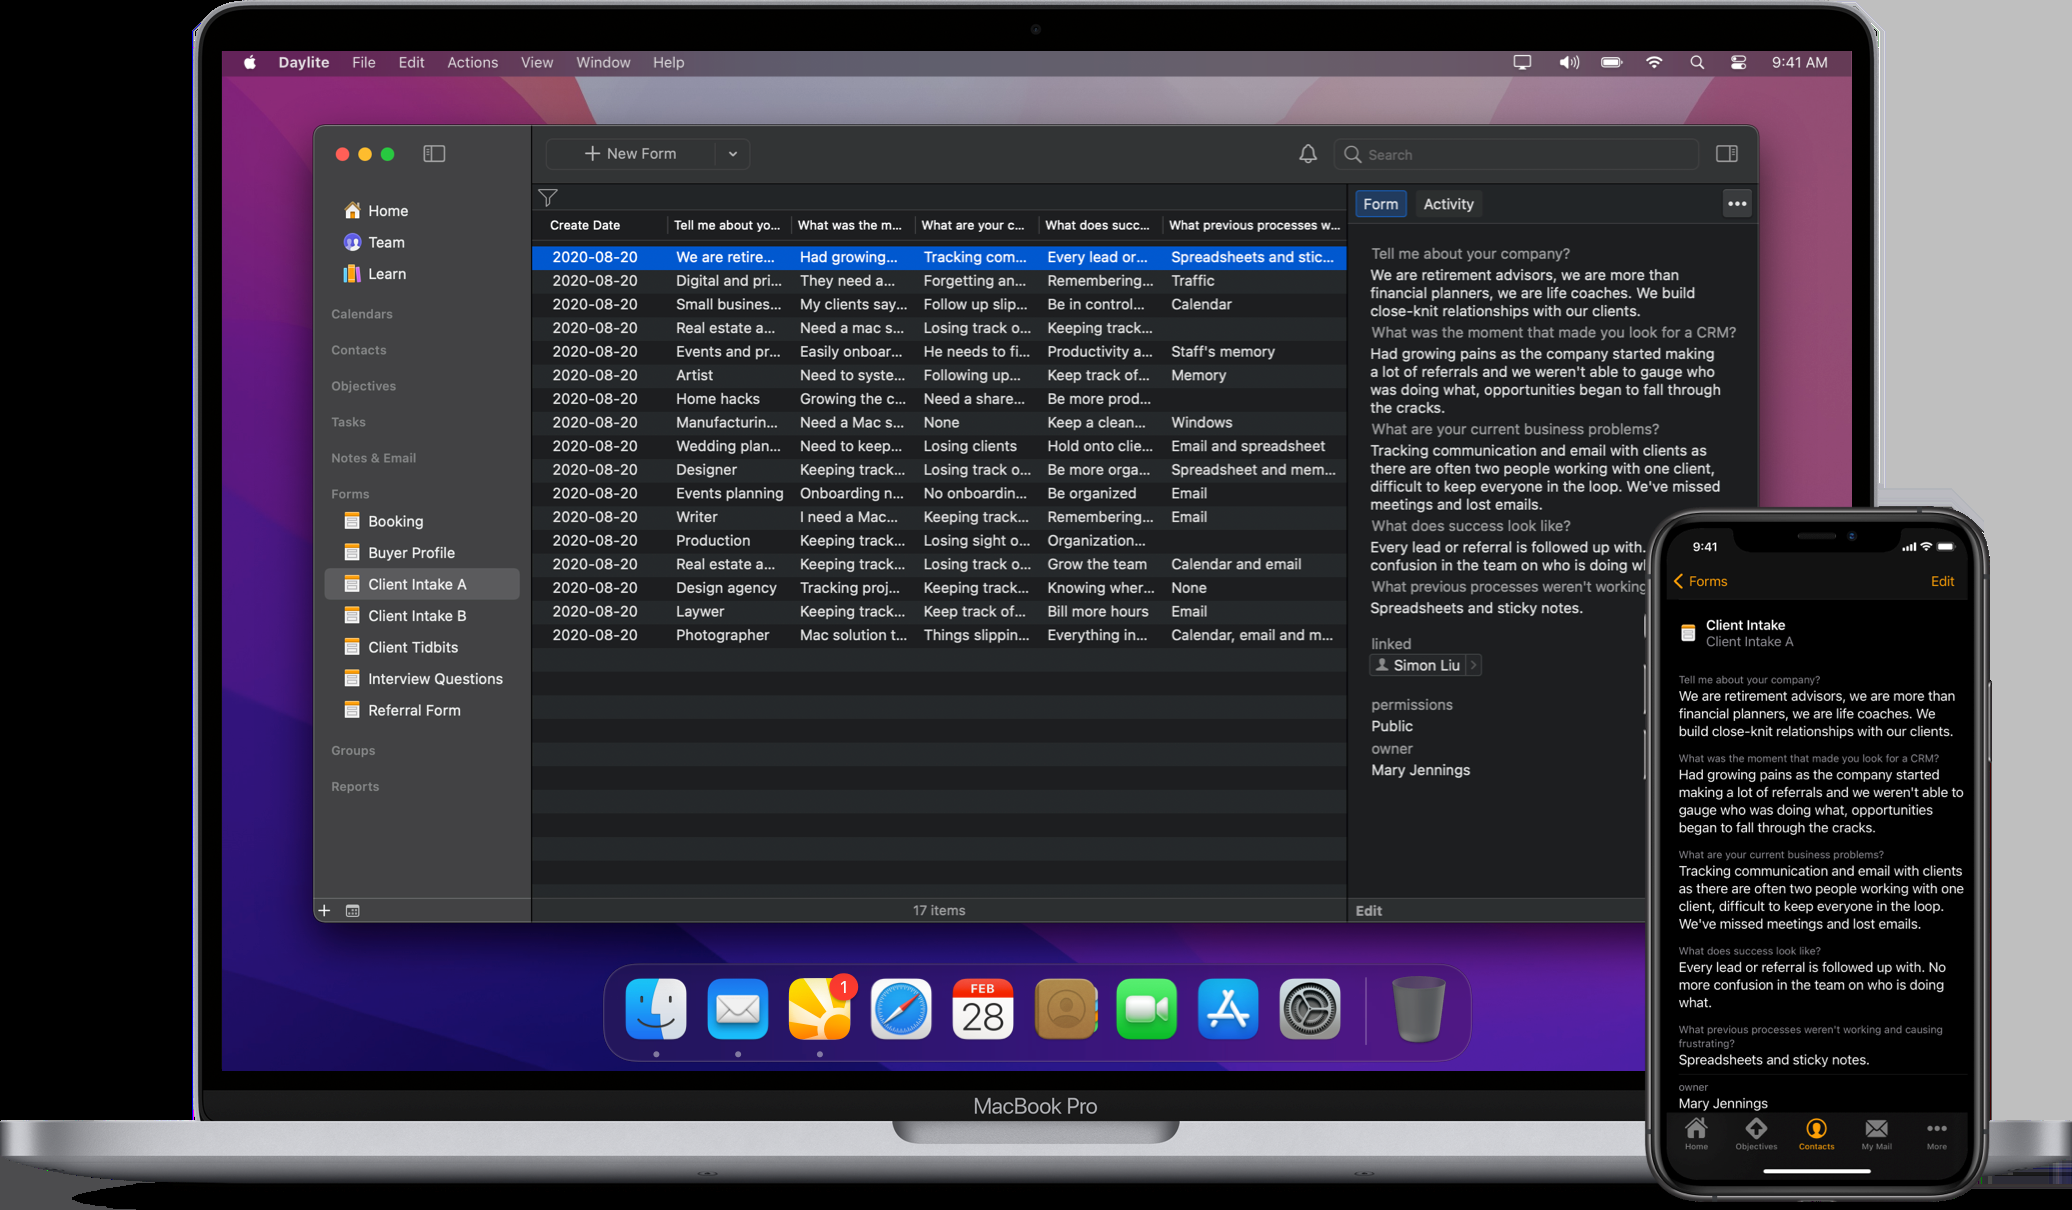 Daylite File Edit Actions View Window Help 9:41 AM
New Form
Search
Home
Team
Learn
Calendars
Contacts
Objectives
Tasks
Notes & Email
Forms
Booking
Buyer Profile
Client Intake A
Client Intake B
Client Tidbits
Interview Questions
Referral Form
Groups
Reports
Create Date Tell me about yo... What was the m... What are your c... What does succ... What previous processes w...
2020-08-20 We are retire... Had growing... Tracking com... Every lead or... Spreadsheets and stic...
2020-08-20 Digital and pri... They need a... Forgetting an... Remembering... Traffic
2020-08-20 Small busines... My clients say... Follow up slip... Be in control... Calendar
2020-08-20 Real estate a... Need a mac s... Losing track o... Keeping track...
2020-08-20 Events and pr... Easily onboar... He needs to fi... Productivity a... Staff's memory
2020-08-20 Artist Need to syste... Following up... Keep track of... Memory
2020-08-20 Home hacks Growing the c... Need a share... Be more prod...
2020-08-20 Manufacturin... Need a Mac s... None Keep a clean... Windows
2020-08-20 Wedding plan... Need to keep... Losing clients Hold onto clie... Email and spreadsheet
2020-08-20 Designer Keeping track... Losing track o... Be more orga... Spreadsheet and mem...
2020-08-20 Events planning Onboarding n... No onboardin... Be organized Email
2020-08-20 Writer I need a Mac... Keeping track... Remembering... Email
2020-08-20 Production Keeping track... Losing sight o... Organization...
2020-08-20 Real estate a... Keeping track... Losing track o... Grow the team Calendar and email
2020-08-20 Design agency Tracking proj... Keeping track... Knowing wher... None
2020-08-20 Laywer Keeping track... Keep track of... Bill more hours Email
2020-08-20 Photographer Mac solution t... Things slippin... Everything in... Calendar, email and m...
17 items
Form Activity
Tell me about your company?
We are retirement advisors, we are more than
financial planners, we are life coaches. We build
close-knit relationships with our clients.
What was the moment that made you look for a CRM?
Had growing pains as the company started making
a lot of referrals and we weren't able to gauge who
was doing what, opportunities began to fall through
the cracks.
What are your current business problems?
Tracking communication and email with clients as
there are often two people working with one client,
difficult to keep everyone in the loop. We've missed
meetings and lost emails.
What does success look like?
Every lead or referral is followed up with.
confusion in the team on who is doing
What previous processes weren't working
Spreadsheets and sticky notes.
linked
Simon Liu
permissions
Public
owner
Mary Jennings
Edit
1
FEB
28
MacBook Pro
9:41
Forms Edit
Client Intake
Client Intake A
Tell me about your company?
We are retirement advisors, we are more than
financial planners, we are life coaches. We
build close-knit relationships with our clients.
What was the moment that made you look for a CRM?
Had growing pains as the company started
making a lot of referrals and we weren't able to
gauge who was doing what, opportunities
began to fall through the cracks.
What are your current business problems?
Tracking communication and email with clients
as there are often two people working with one
client, difficult to keep everyone in the loop.
We've missed meetings and lost emails.
What does success look like?
Every lead or referral is followed up with. No
more confusion in the team on who is doing
what.
What previous processes weren't working and causing
frustrating?
Spreadsheets and sticky notes.
owner
Mary Jennings
Home Objectives Contacts My Mail More